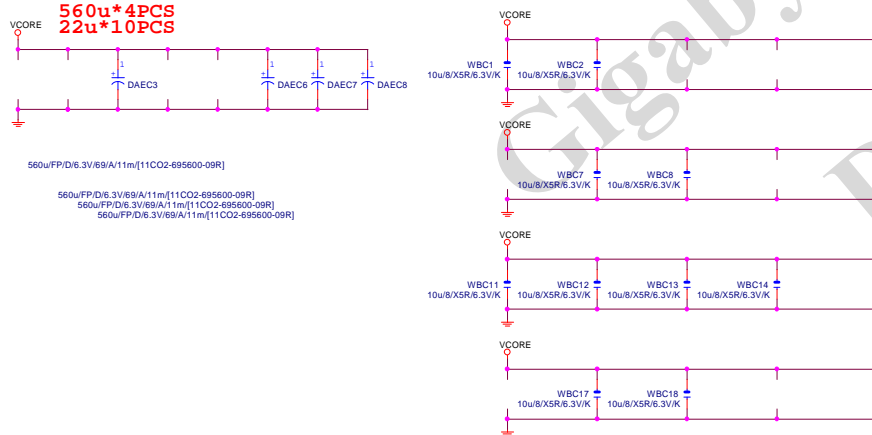 560u*4PCS
22u*10PCS
VCORE
1 1 1 1
DAEC3 DAEC6 DAEC7 DAEC8
560u/FP/D/6.3V/69/A/11m/[11CO2-695600-09R]
560u/FP/D/6.3V/69/A/11m/[11CO2-695600-09R]
560u/FP/D/6.3V/69/A/11m/[11CO2-695600-09R]
560u/FP/D/6.3V/69/A/11m/[11CO2-695600-09R]
VCORE
WBC1 WBC2
10u/8/X5R/6.3V/K 10u/8/X5R/6.3V/K
VCORE
WBC7 WBC8
10u/8/X5R/6.3V/K 10u/8/X5R/6.3V/K
VCORE
WBC11 WBC12 WBC13 WBC14
10u/8/X5R/6.3V/K 10u/8/X5R/6.3V/K 10u/8/X5R/6.3V/K 10u/8/X5R/6.3V/K
VCORE
WBC17 WBC18
10u/8/X5R/6.3V/K 10u/8/X5R/6.3V/K
Gigaby